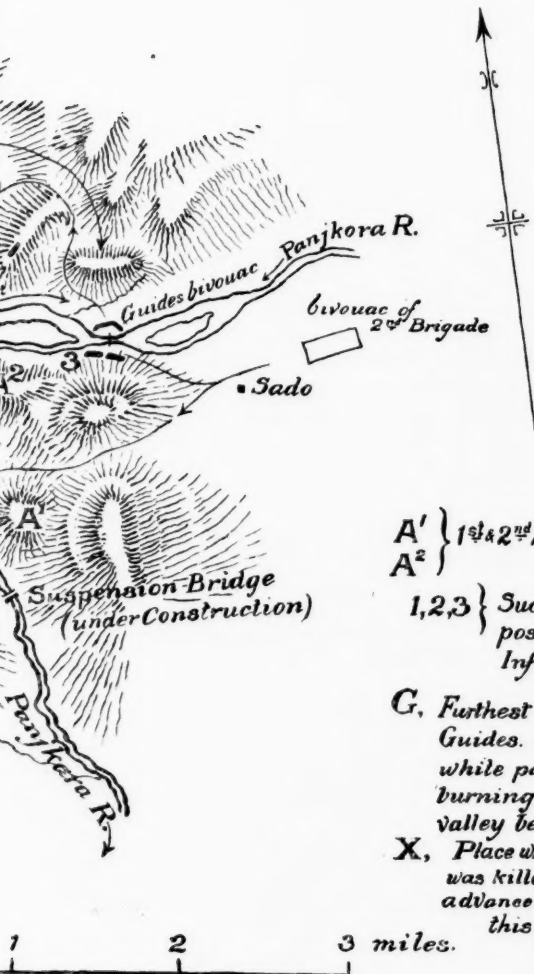 Panjkora R.
Guides bivouac
bivouac of
2nd Brigade
3
2
Sado
A'
Suspension Bridge
(under Construction)
Panjkora R.
A' } 1st & 2nd
A2
1,2,3 } Suc
pos
Inf
G, Furthest
Guides.
while po
burning
valley be
X, Place w
was kille
advance
this
1 2 3 miles.